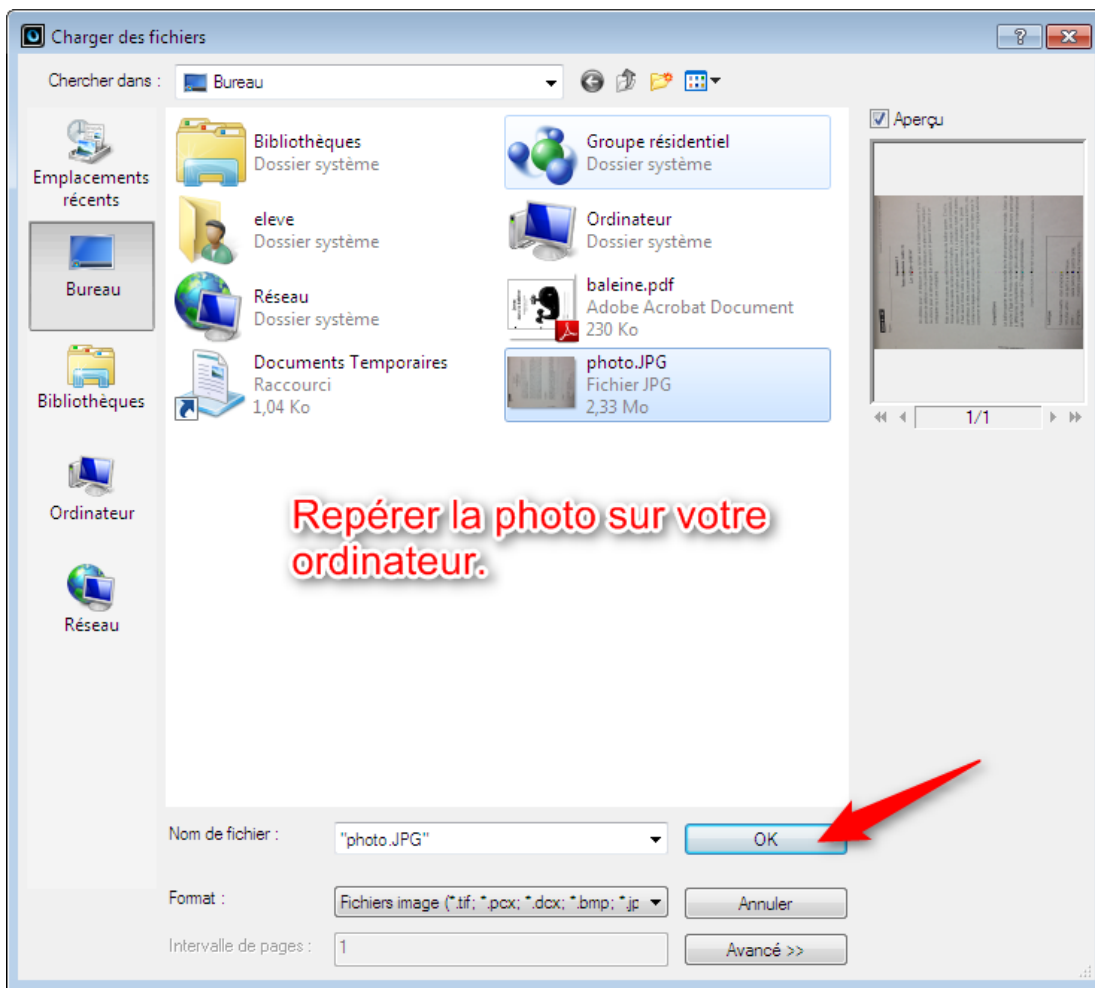 Charger des fichiers
Chercher dans :
Bureau
Emplacements
récents
Bureau
Bibliothèques
Ordinateur
Réseau
Bibliothèques
Dossier système
Groupe résidentiel
Dossier système
eleve
Dossier système
Ordinateur
Dossier système
Réseau
Dossier système
baleine.pdf
Adobe Acrobat Document
230 Ko
Documents Temporaires
Raccourci
1,04 Ko
photo.JPG
Fichier JPG
2,33 Mo
Aperçu
1/1
Repérer la photo sur votre
ordinateur.
Nom de fichier :
"photo.JPG"
OK
Format :
Fichiers image (*.tif; *.pcx; *.dcx; *.bmp; *.jp
Annuler
Intervalle de pages :
1
Avancé >>